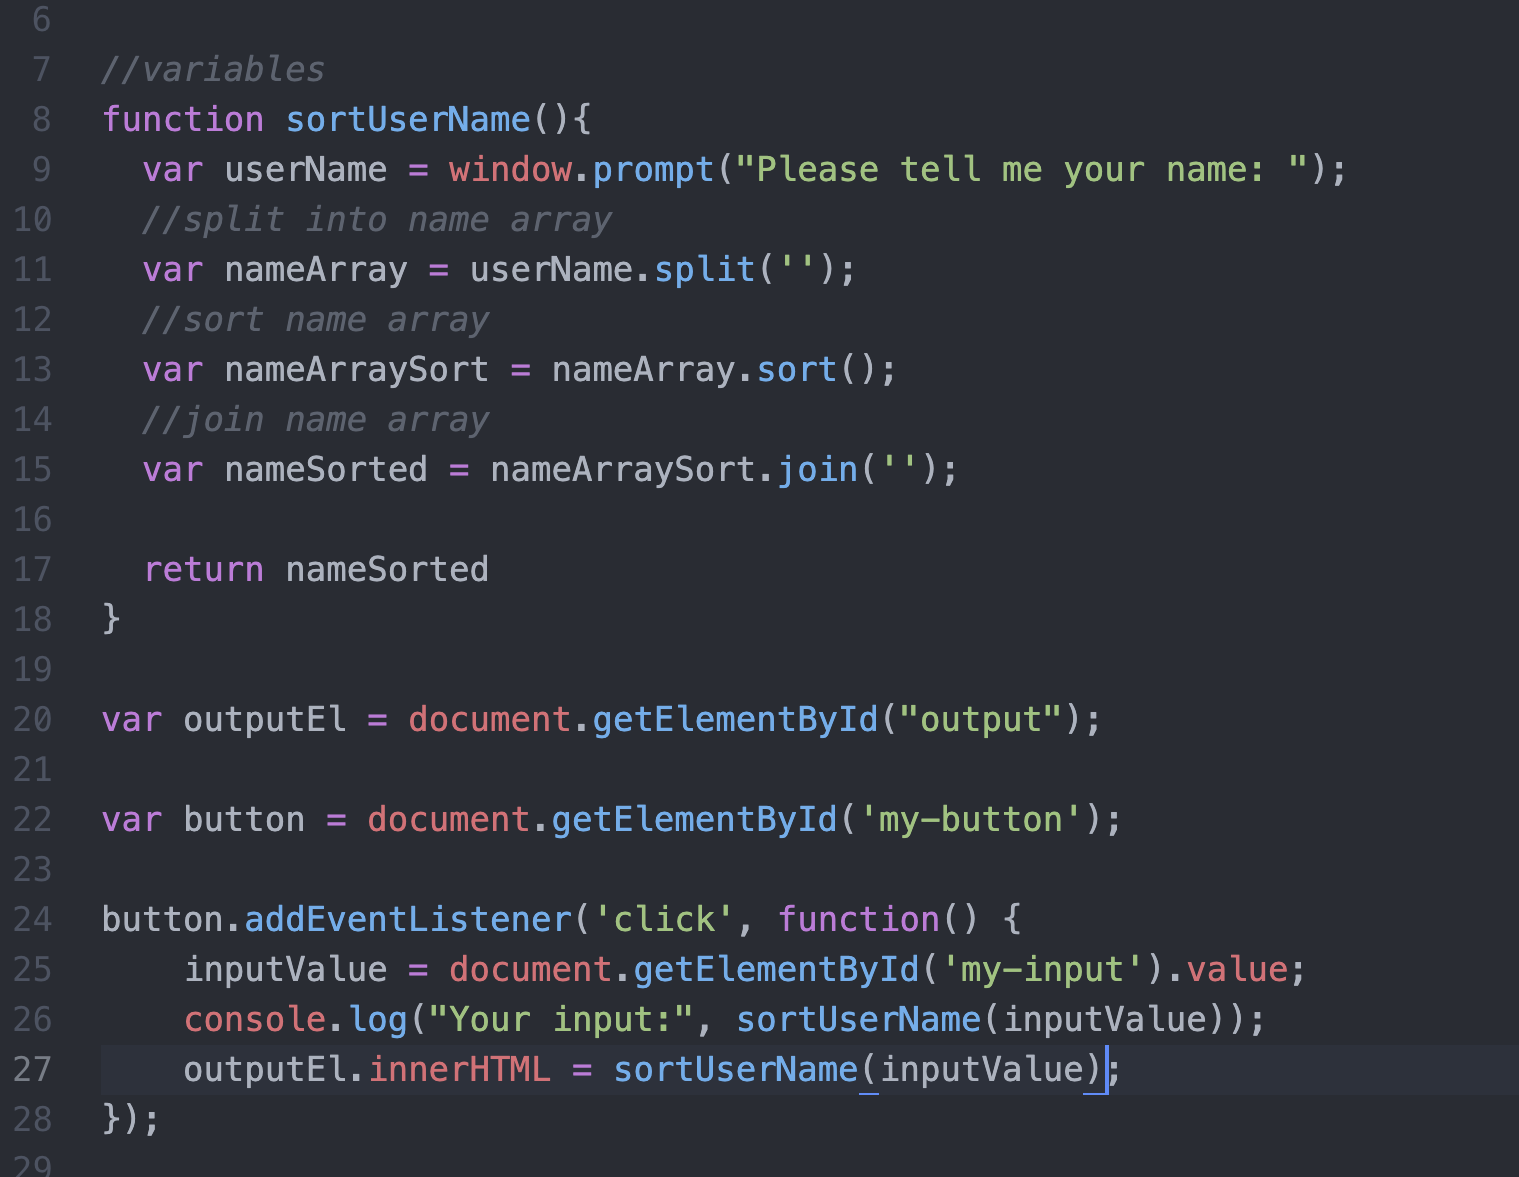 6
7 //variables
8 function sortUserName(){
9   var userName = window.prompt("Please tell me your name: ");
10   //split into name array
11   var nameArray = userName.split('');
12   //sort name array
13   var nameArraySort = nameArray.sort();
14   //join name array
15   var nameSorted = nameArraySort.join('');
16
17   return nameSorted
18 }
19
20 var outputEl = document.getElementById("output");
21
22 var button = document.getElementById('my-button');
23
24 button.addEventListener('click', function() {
25     inputValue = document.getElementById('my-input').value;
26     console.log("Your input:", sortUserName(inputValue));
27     outputEl.innerHTML = sortUserName(inputValue);
28 });
29